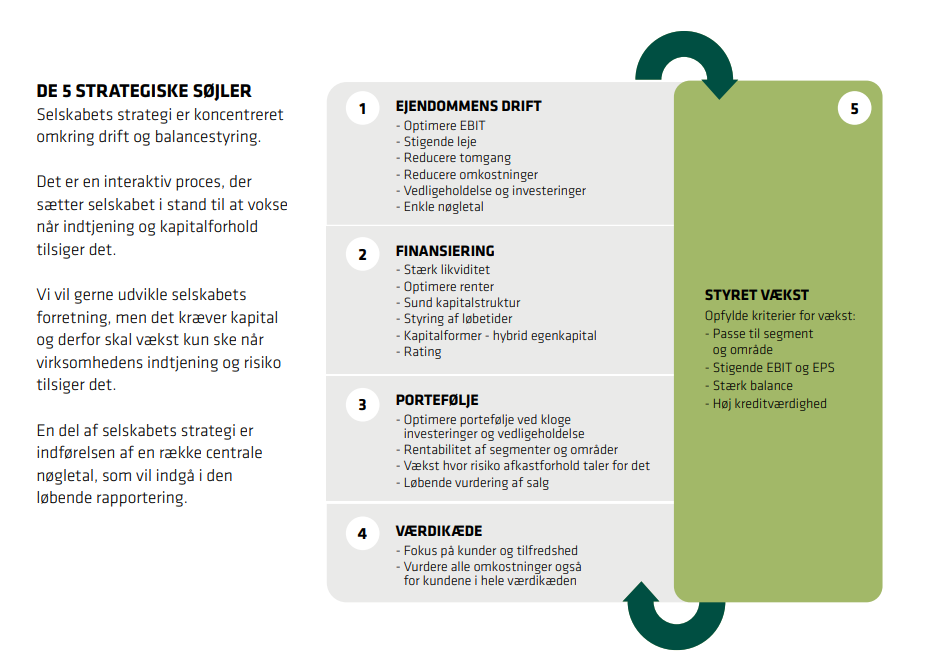 DE 5 STRATEGISKE SØJLER
Selskabets strategi er koncentreret
omkring drift og balancestyring.
Det er en interaktiv proces, der
sætter selskabet i stand til at vokse
når indtjening og kapitalforhold
tilsiger det.
Vi vil gerne udvikle selskabets
forretning, men det kræver kapital
og derfor skal vækst kun ske når
virksomhedens indtjening og risiko
tilsiger det.
En del af selskabets strategi er
indførelsen af en række centrale
nøgletal, som vil indgå i den
løbende rapportering.
1
EJENDOMMENS DRIFT
- Optimere EBIT
- Stigende leje
- Reducere tomgang
- Reducere omkostninger
- Vedligeholdelse og investeringer
- Enkle nøgletal
2
FINANSIERING
- Stærk likviditet
- Optimere renter
- Sund kapitalstruktur
- Styring af løbetider
- Kapitalformer - hybrid egenkapital
- Rating
3
PORTEFØLJE
- Optimere portefølje ved kloge
investeringer og vedligeholdelse
- Rentabilitet af segmenter og områder
- Vækst hvor risiko afkastforhold taler for det
- Løbende vurdering af salg
4
VÆRDIKÆDE
- Fokus på kunder og tilfredshed
- Vurdere alle omkostninger også
for kundene i hele værdikæden
5
STYRET VÆKST
Opfylde kriterier for vækst:
- Passe til segment
og område
- Stigende EBIT og EPS
- Stærk balance
- Høj kreditværdighed